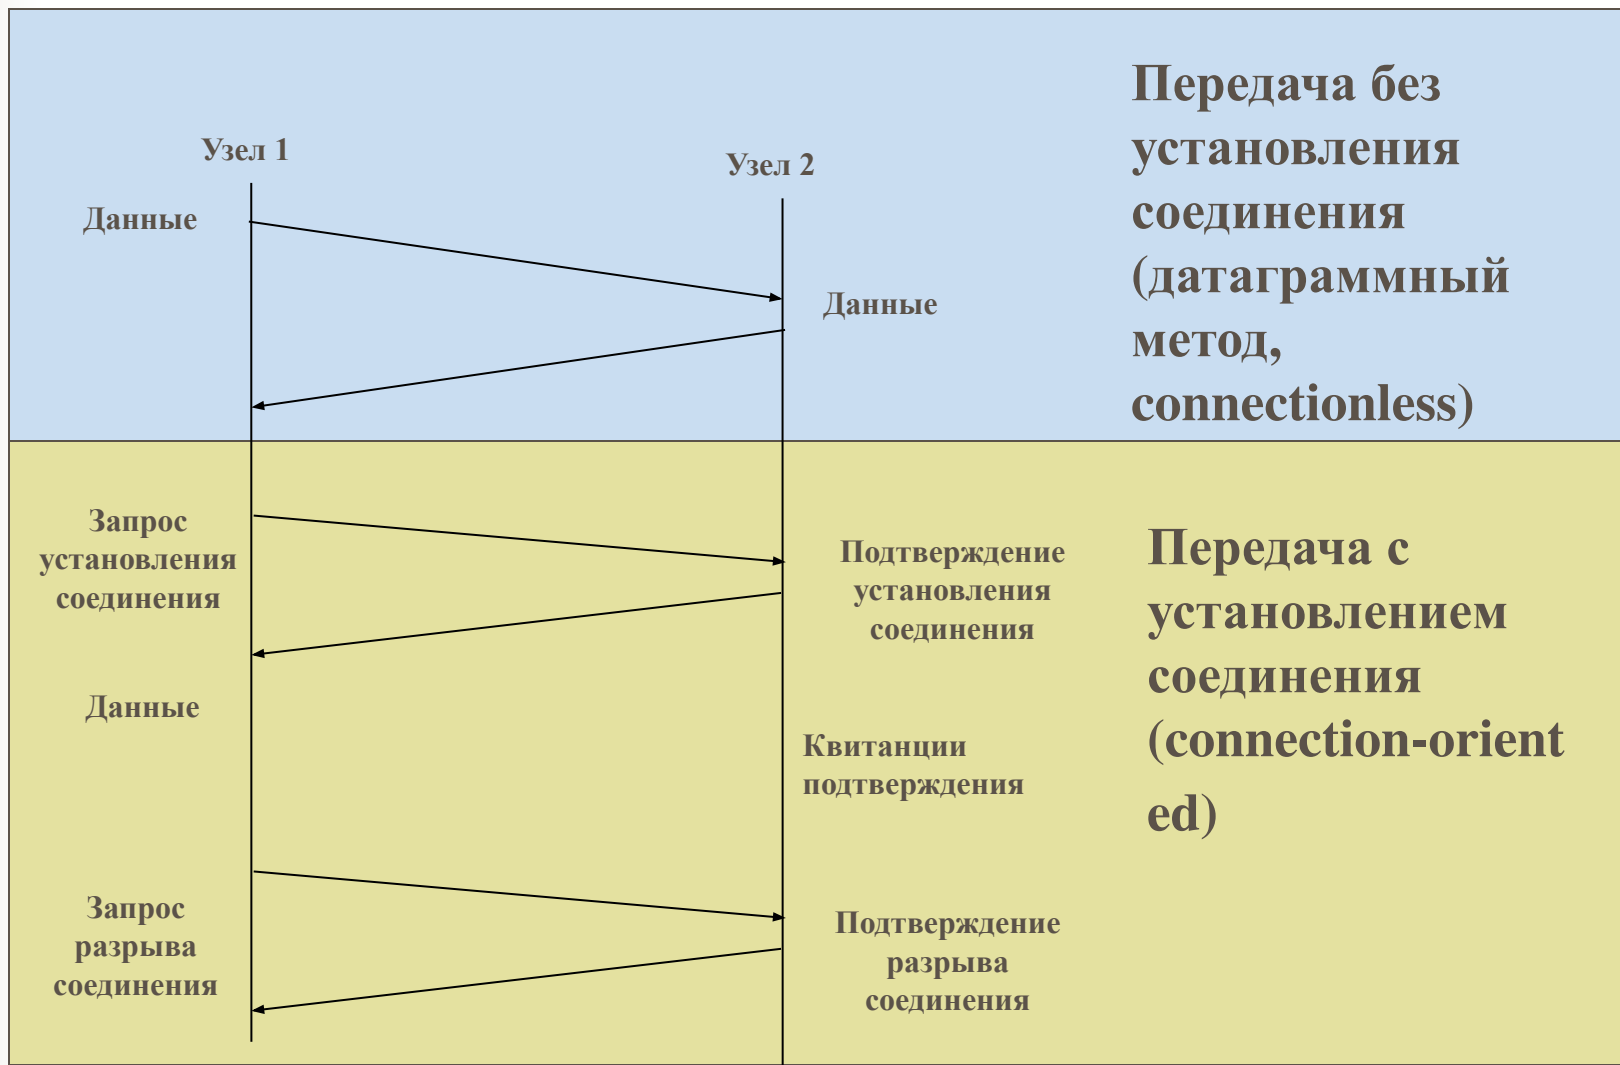 Передача без
установления
соединения
(датаграммный
метод,
connectionless)
Узел 1
Узел 2
Данные
Данные
Запрос
установления
соединения
Подтверждение
установления
соединения
Передача с
установлением
соединения
(connection-orient
ed)
Данные
Квитанции
подтверждения
Запрос
разрыва
соединения
Подтверждение
разрыва
соединения